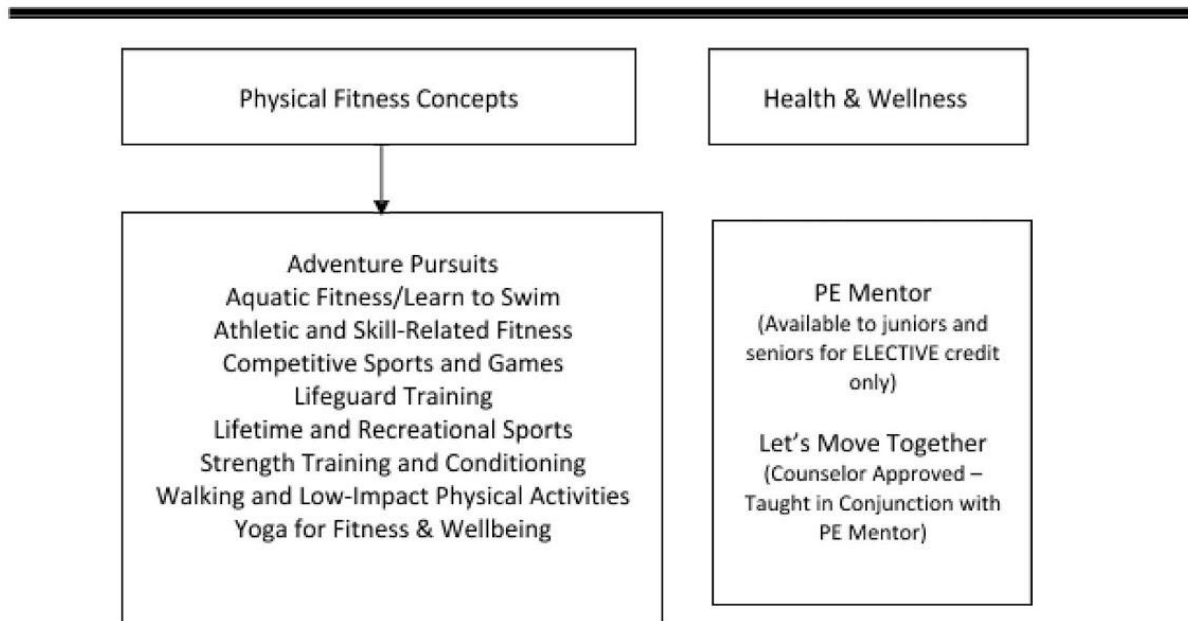 Physical Fitness Concepts
Health & Wellness
Adventure Pursuits
Aquatic Fitness/Learn to Swim
Athletic and Skill-Related Fitness
Competitive Sports and Games
Lifeguard Training
Lifetime and Recreational Sports
Strength Training and Conditioning
Walking and Low-Impact Physical Activities
Yoga for Fitness & Wellbeing
PE Mentor
(Available to juniors and
seniors for ELECTIVE credit
only)
Let’s Move Together
(Counselor Approved –
Taught in Conjunction with
PE Mentor)